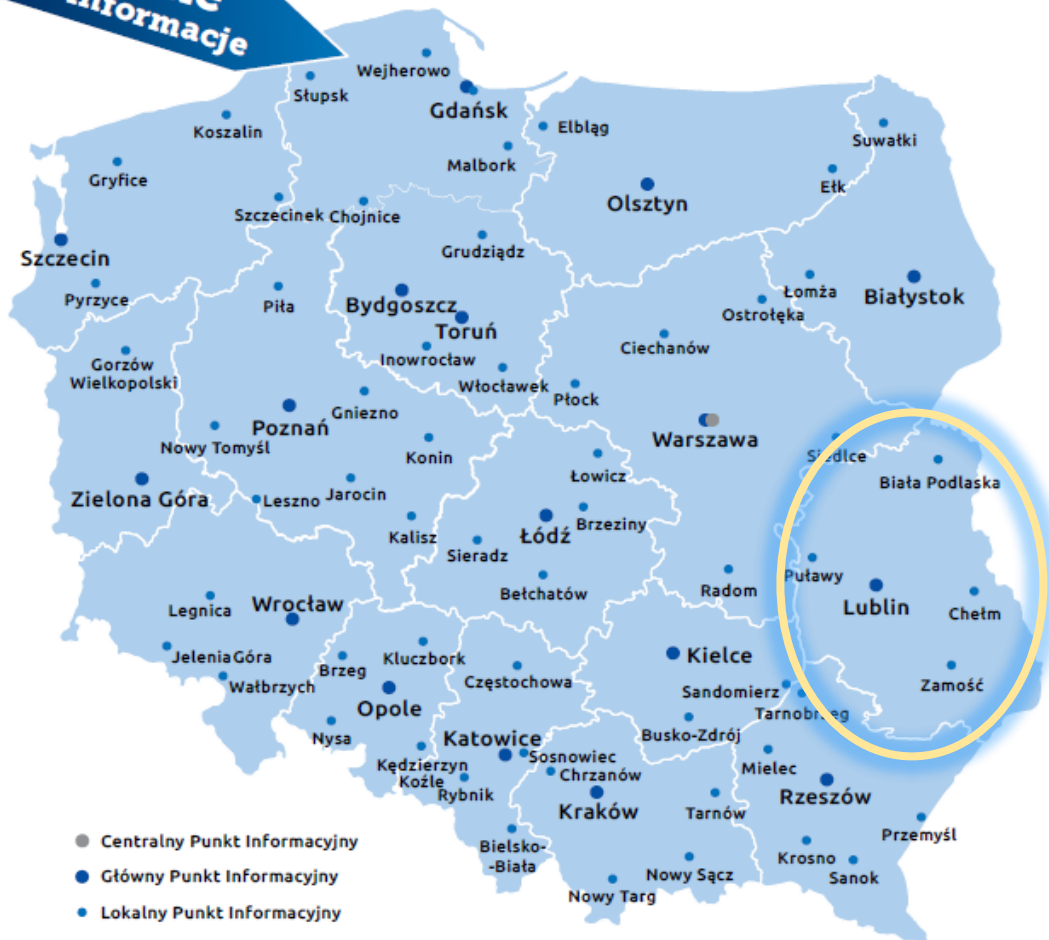 Informacje
Wejherowo
Słupsk
Gdańsk
Koszalin
Elbląg
Suwałki
Malbork
Gryfice
Ełk
Olsztyn
Szczecinek
Chojnice
Grudziądz
Szczecin
Pyrzyce
Piła
Bydgoszcz
Łomża
Białystok
Ostrołęka
Toruń
Ciechanów
Inowrocław
Gorzów
Wielkopolski
Włocławek
Płock
Gniezno
Poznań
Warszawa
Nowy Tomyśl
Konin
Siedlce
Łowicz
Biała Podlaska
Zielona Góra
Leszno
Jarocin
Brzeziny
Kalisz
Łódź
Sieradz
Puławy
Bełchatów
Radom
Legnica
Wrocław
Lublin
Chełm
Jelenia Góra
Brzeg
Kluczbork
Kielce
Wałbrzych
Częstochowa
Zamość
Sandomierz
Opole
Tarnobrzeg
Nysa
Katowice
Busko-Zdrój
Sosnowiec
Kędzierzyn
Koźle
Chrzanów
Mielec
Rybnik
Rzeszów
Kraków
Tarnów
Przemyśl
Centralny Punkt Informacyjny
Bielsko-
-Biała
Krosno
Główny Punkt Informacyjny
Nowy Sącz
Sanok
Nowy Targ
Lokalny Punkt Informacyjny